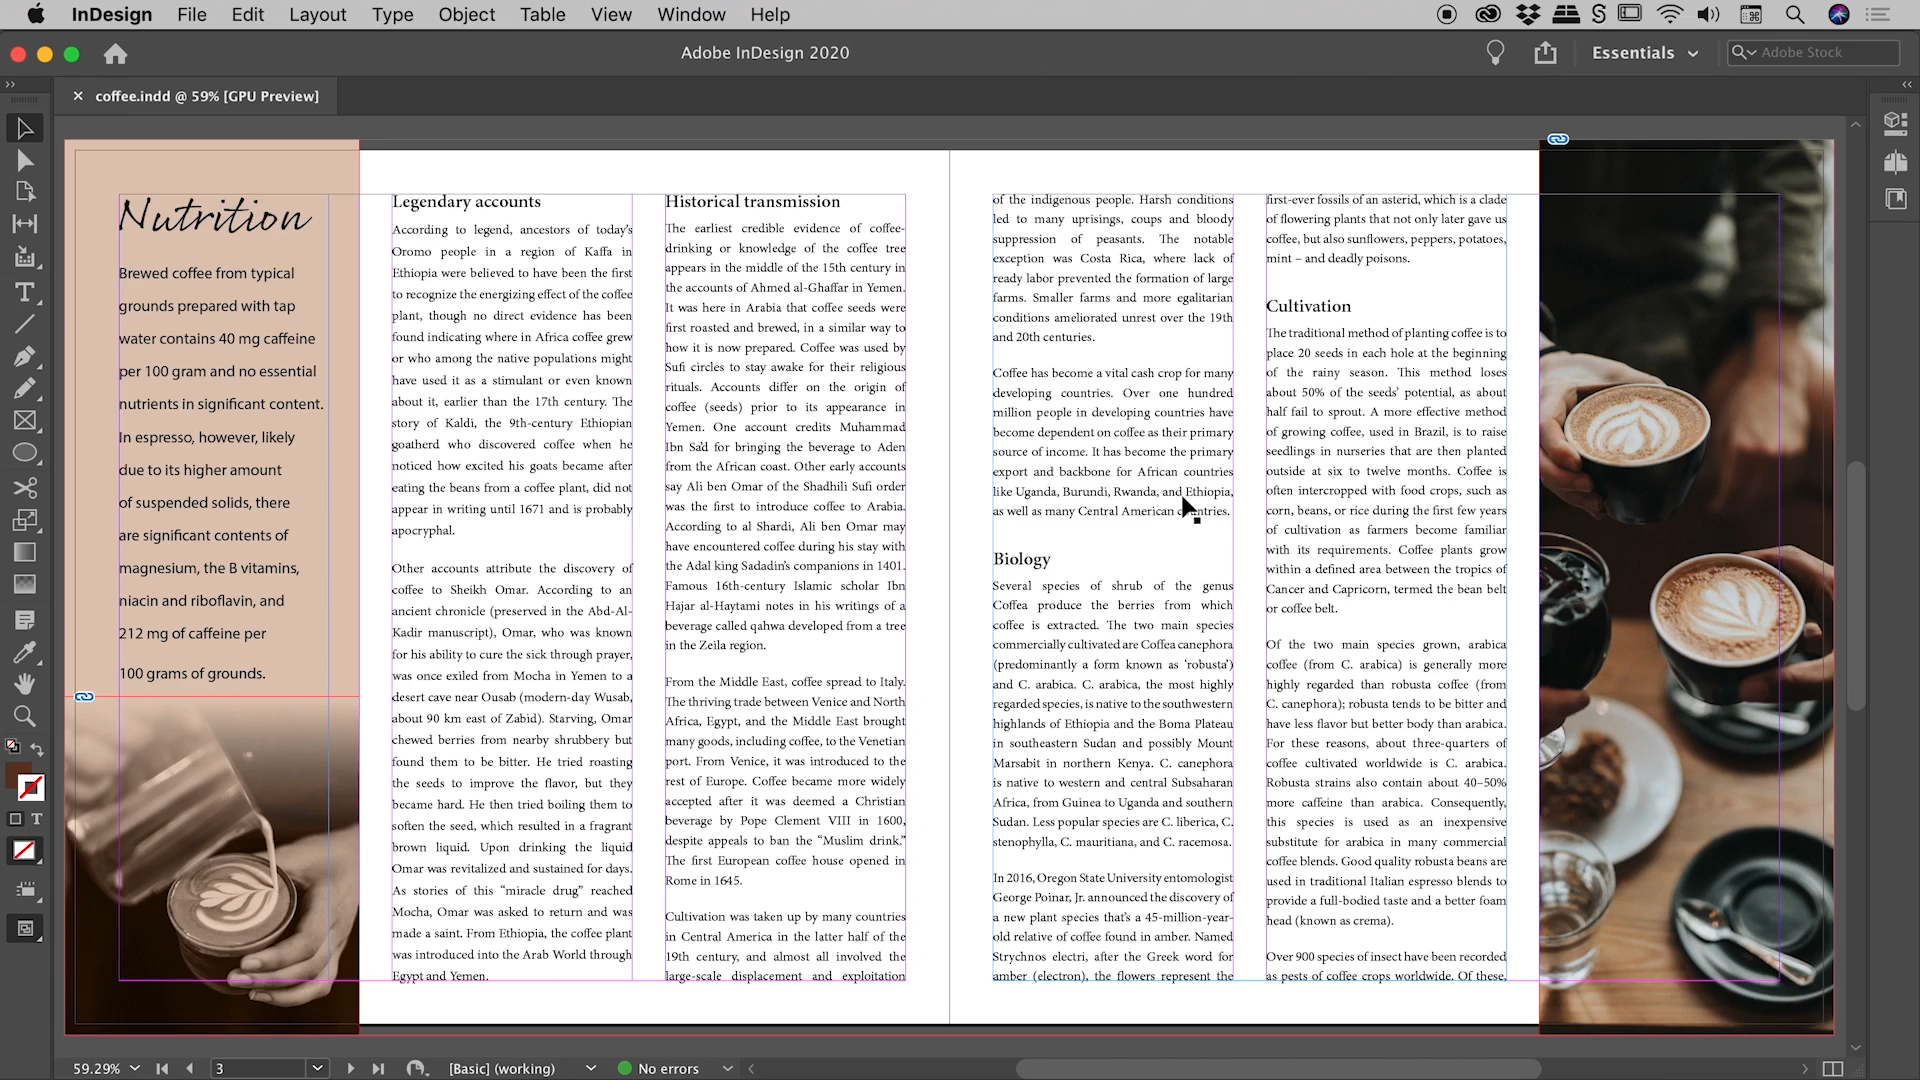 InDesign File Edit Layout Type Object Table View Window Help
Adobe InDesign 2020
Essentials
Adobe Stock
coffee.indd @ 59% [GPU Preview]
Nutrition
Brewed coffee from typical
grounds prepared with tap
water contains 40 mg caffeine
per 100 gram and no essential
nutrients in significant content.
In espresso, however, likely
due to its higher amount
of suspended solids, there
are significant contents of
magnesium, the B vitamins,
niacin and riboflavin, and
212 mg of caffeine per
100 grams of grounds.
Legendary accounts
According to legend, ancestors of today's
Oromo people in a region of Kaffa in
Ethiopia were believed to have been the first
to recognize the energizing effect of the coffee
plant, though no direct evidence has been
found indicating where in Africa coffee grew
or who among the native populations might
have used it as a stimulant or even known
about it, earlier than the 17th century. The
story of Kaldi, the 9th-century Ethiopian
goatherd who discovered coffee when he
noticed how excited his goats became after
eating the beans from a coffee plant, did not
appear in writing until 1671 and is probably
apocryphal.
Other accounts attribute the discovery of
coffee to Sheikh Omar. According to an
ancient chronicle (preserved in the Abd-Al-
Kadir manuscript), Omar, who was known
for his ability to cure the sick through prayer,
was once exiled from Mocha in Yemen to a
desert cave near Ousab (modern-day Wusab,
about 90 km east of Zabid). Starving, Omar
chewed berries from nearby shrubbery but
found them to be bitter. He tried roasting
the seeds to improve the flavor, but they
became hard. He then tried boiling them to
soften the seed, which resulted in a fragrant
brown liquid. Upon drinking the liquid
Omar was revitalized and sustained for days.
As stories of this “miracle drug” reached
Mocha, Omar was asked to return and was
made a saint. From Ethiopia, the coffee plant
was introduced into the Arab World through
Egypt and Yemen.
Historical transmission
The earliest credible evidence of coffee-
drinking or knowledge of the coffee tree
appears in the middle of the 15th century in
the accounts of Ahmed al-Ghaffar in Yemen.
It was here in Arabia that coffee seeds were
first roasted and brewed, in a similar way to
how it is now prepared. Coffee was used by
Sufi circles to stay awake for their religious
rituals. Accounts differ on the origin of
coffee (seeds) prior to its appearance in
Yemen. One account credits Muhammad
Ibn Sa'd for bringing the beverage to Aden
from the African coast. Other early accounts
say Ali ben Omar of the Shadhili Sufi order
was the first to introduce coffee to Arabia.
According to al Shardi, Ali ben Omar may
have encountered coffee during his stay with
the Adal king Sadadin's companions in 1401.
Famous 16th-century Islamic scholar Ibn
Hajar al-Haytami notes in his writings of a
beverage called qahwa developed from a tree
in the Zeila region.
From the Middle East, coffee spread to Italy.
The thriving trade between Venice and North
Africa, Egypt, and the Middle East brought
many goods, including coffee, to the Venetian
port. From Venice, it was introduced to the
rest of Europe. Coffee became more widely
accepted after it was deemed a Christian
beverage by Pope Clement VIII in 1600,
despite appeals to ban the “Muslim drink.”
The first European coffee house opened in
Rome in 1645.
Cultivation was taken up by many countries
in Central America in the latter half of the
19th century, and almost all involved the
large-scale displacement and exploitation
of the indigenous people. Harsh conditions
led to many uprisings, coups and bloody
suppression of peasants. The notable
exception was Costa Rica, where lack of
ready labor prevented the formation of large
farms. Smaller farms and more egalitarian
conditions ameliorated unrest over the 19th
and 20th centuries.
Coffee has become a vital cash crop for many
developing countries. Over one hundred
million people in developing countries have
become dependent on coffee as their primary
source of income. It has become the primary
export and backbone for African countries
like Uganda, Burundi, Rwanda, and Ethiopia,
as well as many Central American countries.
Biology
Several species of shrub of the genus
Coffea produce the berries from which
coffee is extracted. The two main species
commercially cultivated are Coffea canephora
(predominantly a form known as ‘robusta’)
and C. arabica. C. arabica, the most highly
regarded species, is native to the southwestern
highlands of Ethiopia and the Boma Plateau
in southeastern Sudan and possibly Mount
Marsabit in northern Kenya. C. canephora
is native to western and central Subsaharan
Africa, from Guinea to Uganda and southern
Sudan. Less popular species are C. liberica, C.
stenophylla, C. mauritiana, and C. racemosa.
In 2016, Oregon State University entomologist
George Poinar, Jr. announced the discovery of
a new plant species that's a 45-million-year-
old relative of coffee found in amber. Named
Strychnos electri, after the Greek word for
amber (electron), the flowers represent the
first-ever fossils of an asterid, which is a clade
of flowering plants that not only later gave us
coffee, but also sunflowers, peppers, potatoes,
mint – and deadly poisons.
Cultivation
The traditional method of planting coffee is to
place 20 seeds in each hole at the beginning
of the rainy season. This method loses
about 50% of the seeds' potential, as about
half fail to sprout. A more effective method
of growing coffee, used in Brazil, is to raise
seedlings in nurseries that are then planted
outside at six to twelve months. Coffee is
often intercropped with food crops, such as
corn, beans, or rice during the first few years
of cultivation as farmers become familiar
with its requirements. Coffee plants grow
within a defined area between the tropics of
Cancer and Capricorn, termed the bean belt
or coffee belt.
Of the two main species grown, arabica
coffee (from C. arabica) is generally more
highly regarded than robusta coffee (from
C. canephora); robusta tends to be bitter and
have less flavor but better body than arabica.
For these reasons, about three-quarters of
coffee cultivated worldwide is C. arabica.
Robusta strains also contain about 40–50%
more caffeine than arabica. Consequently,
this species is used as an inexpensive
substitute for arabica in many commercial
coffee blends. Good quality robusta beans are
used in traditional Italian espresso blends to
provide a full-bodied taste and a better foam
head (known as crema).
Over 900 species of insect have been recorded
as pests of coffee crops worldwide. Of these,
59.29% 3 [Basic] (working) No errors